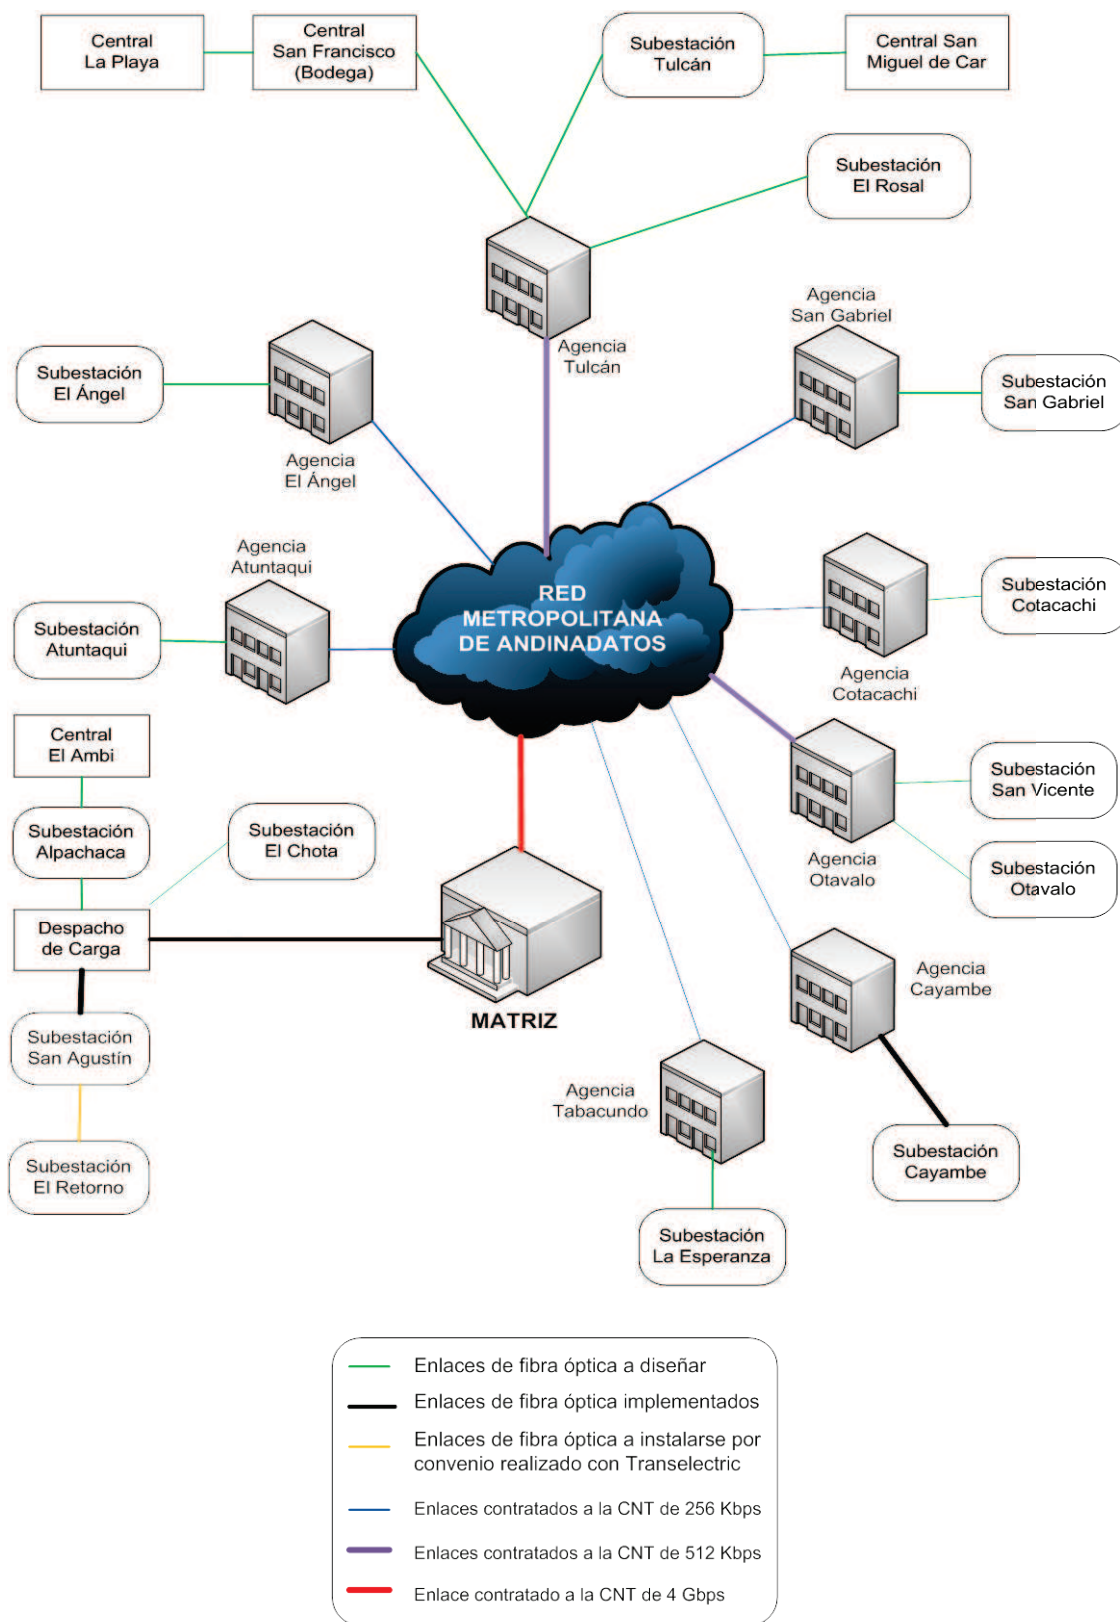 Central
La Playa
Central
San Francisco
(Bodega)
Subestación
Tulcán
Central San
Miguel de Car
Subestación
El Rosal
Agencia
Tulcán
Agencia
San Gabriel
Subestación
San Gabriel
Subestación
El Ángel
Agencia
El Ángel
Agencia
Atuntaqui
Subestación
Atuntaqui
RED
METROPOLITANA
DE ANDINADATOS
Agencia
Cotacachi
Subestación
Cotacachi
Central
El Ambi
Subestación
Alpachaca
Subestación
El Chota
Despacho
de Carga
Subestación
San Agustín
Subestación
El Retorno
MATRIZ
Agencia
Otavalo
Subestación
San Vicente
Subestación
Otavalo
Agencia
Cayambe
Subestación
Cayambe
Agencia
Tabacundo
Subestación
La Esperanza
Enlaces de fibra óptica a diseñar
Enlaces de fibra óptica implementados
Enlaces de fibra óptica a instalarse por
convenio realizado con Transelectric
Enlaces contratados a la CNT de 256 Kbps
Enlaces contratados a la CNT de 512 Kbps
Enlace contratado a la CNT de 4 Gbps